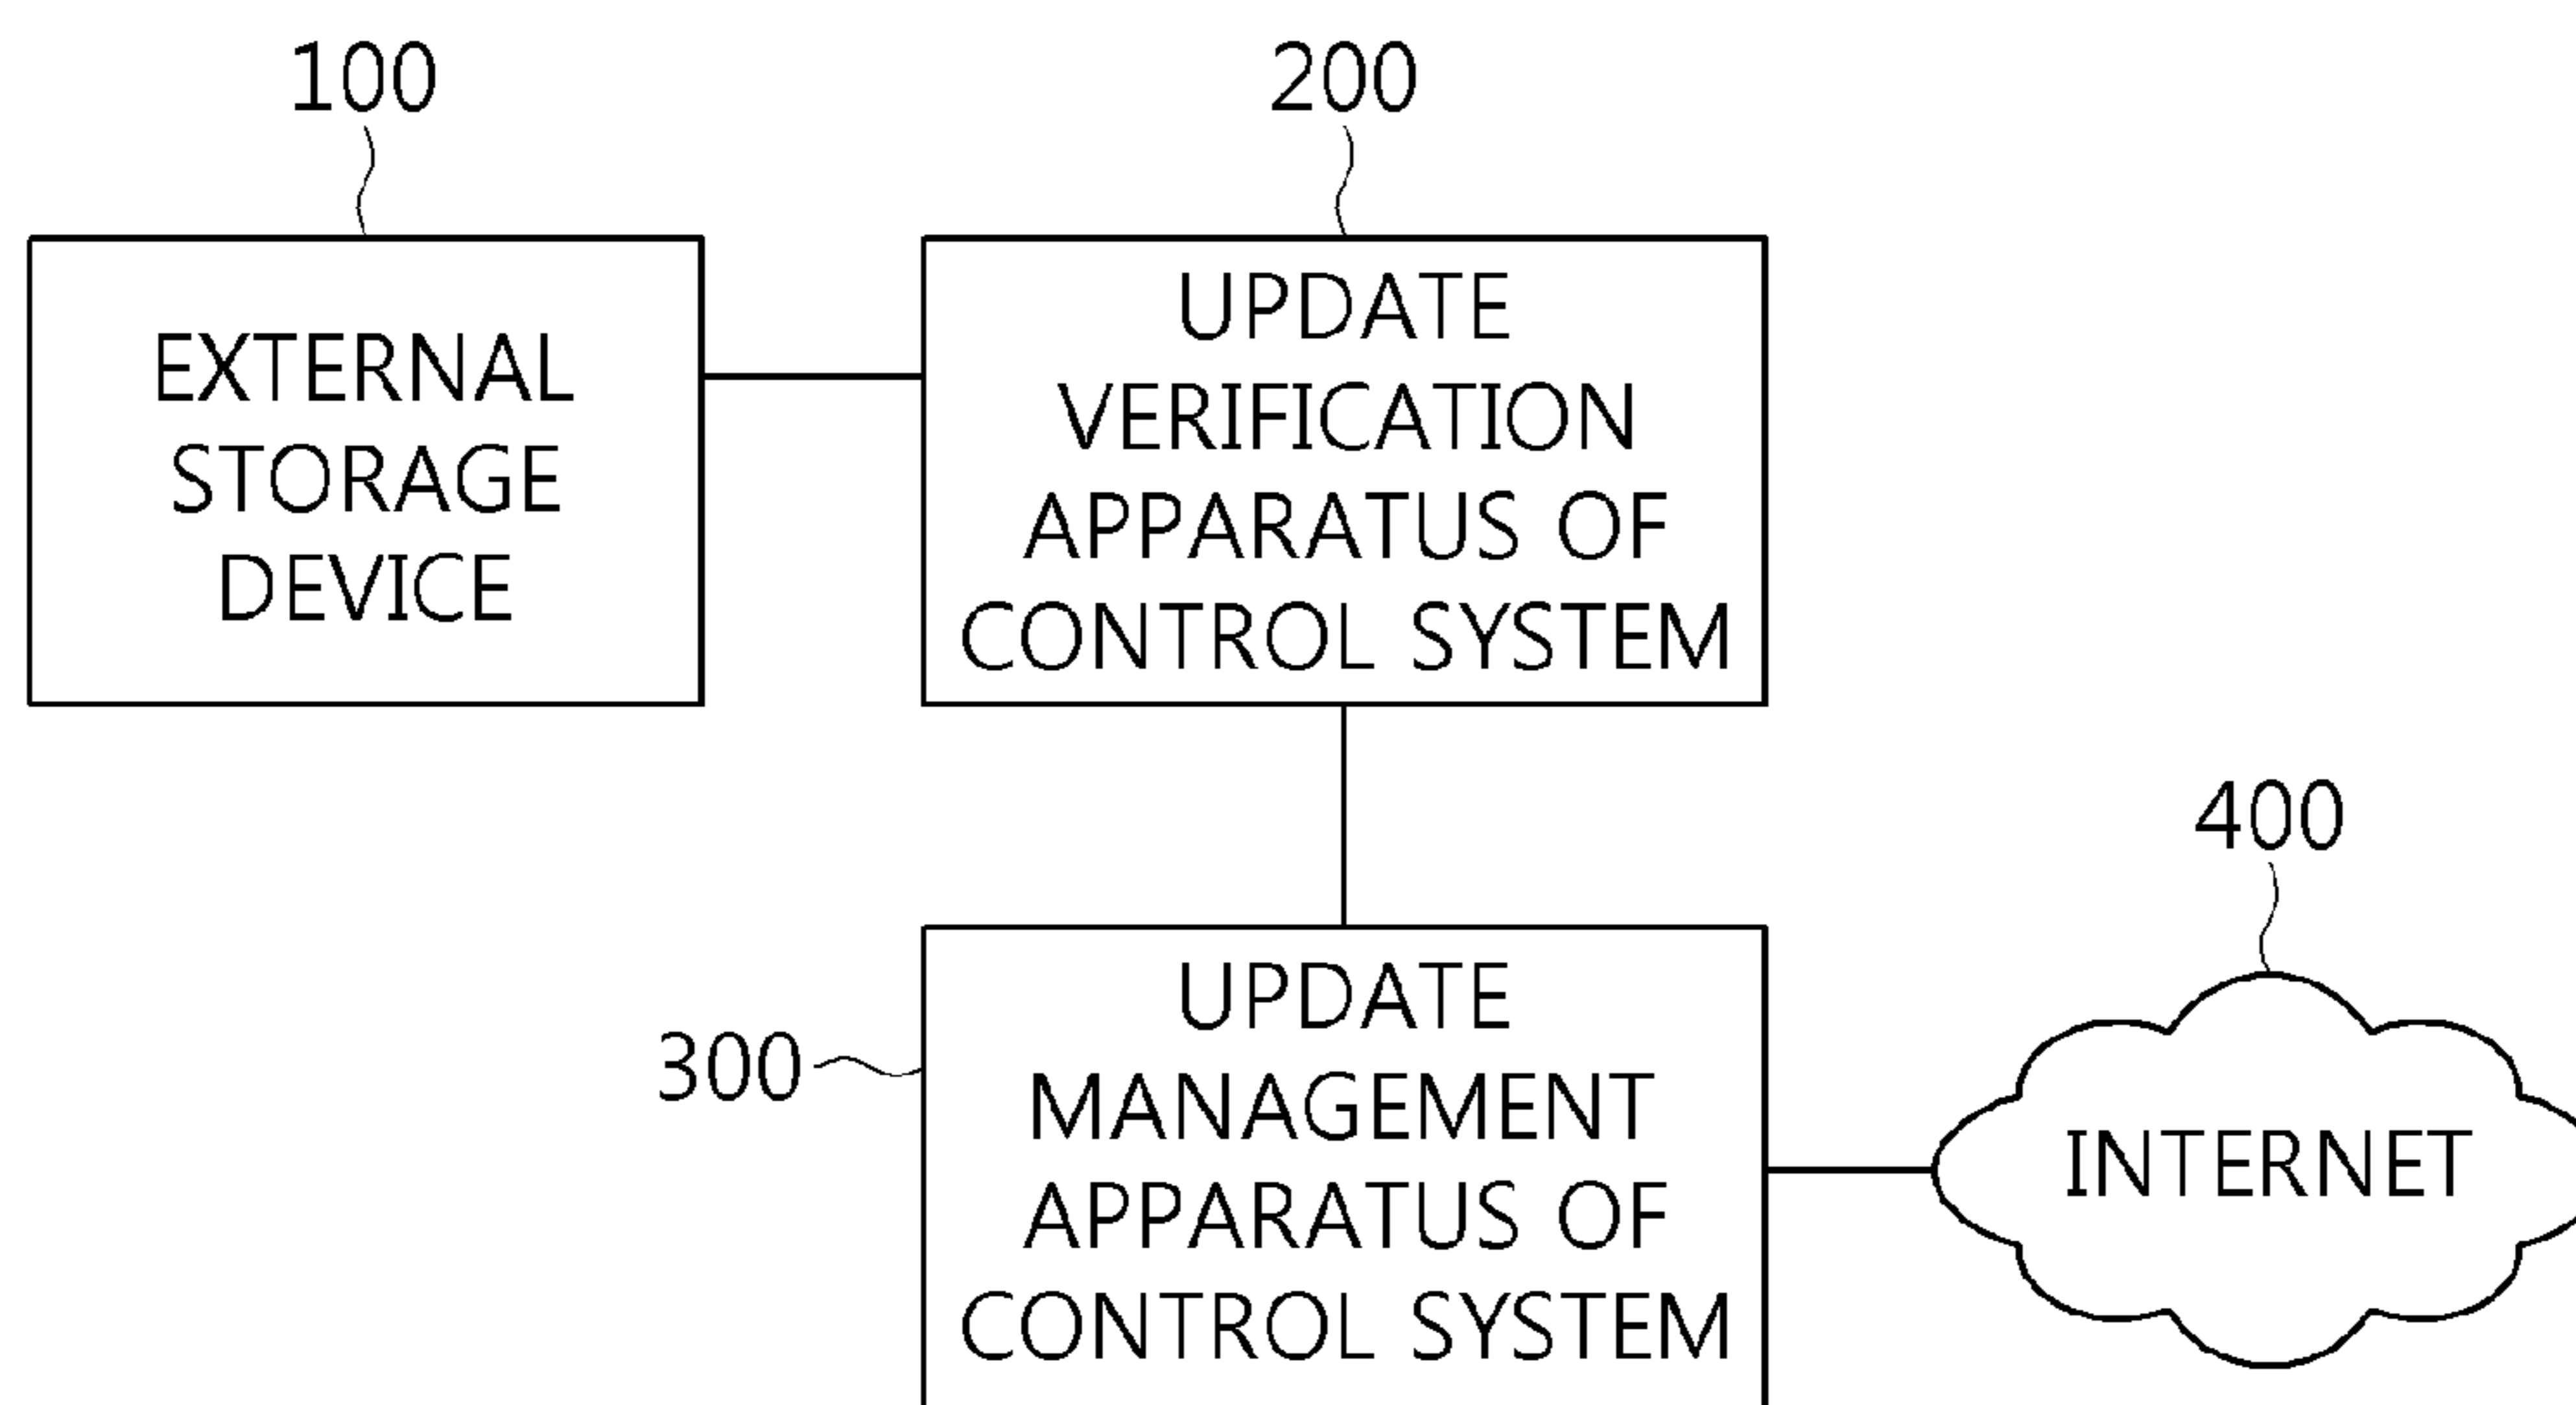 100
200
EXTERNAL
STORAGE
DEVICE
UPDATE
VERIFICATION
APPARATUS OF
CONTROL SYSTEM
400
300
UPDATE
MANAGEMENT
APPARATUS OF
CONTROL SYSTEM
INTERNET